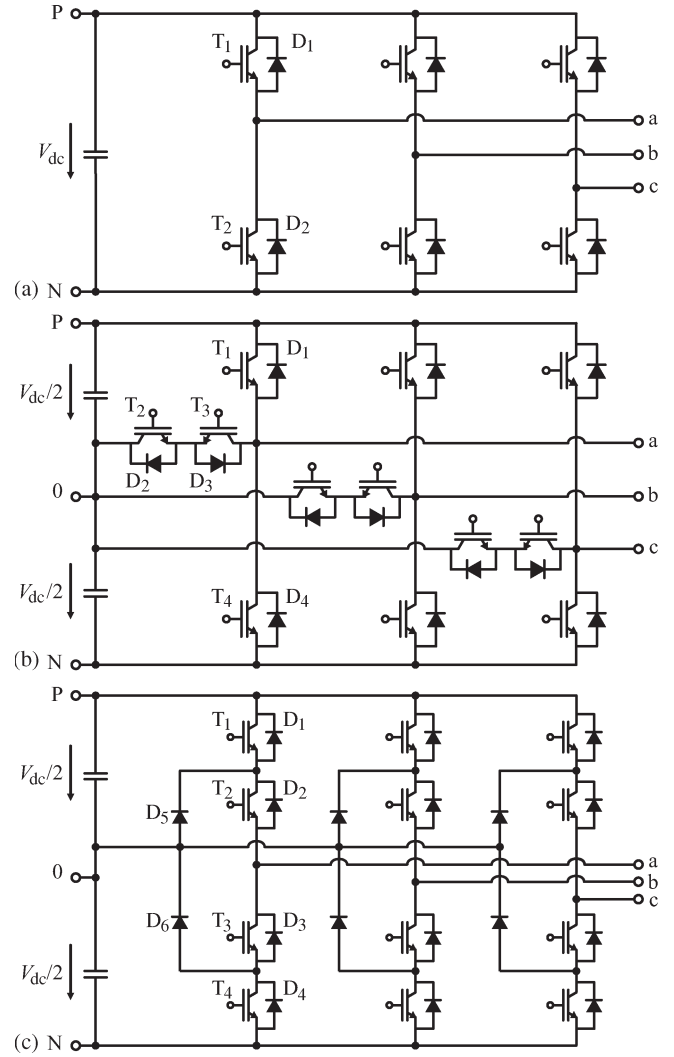 P
T1 D1
a
Vdc
b
c
T2 D2
(a) N
P
T1 D1
Vdc/2
T2 T3
a
D2 D3
0
b
c
Vdc/2
T4 D4
(b) N
P
T1 D1
Vdc/2
T2 D2
D5
a
0
b
c
D6 T3 D3
Vdc/2
T4 D4
(c) N